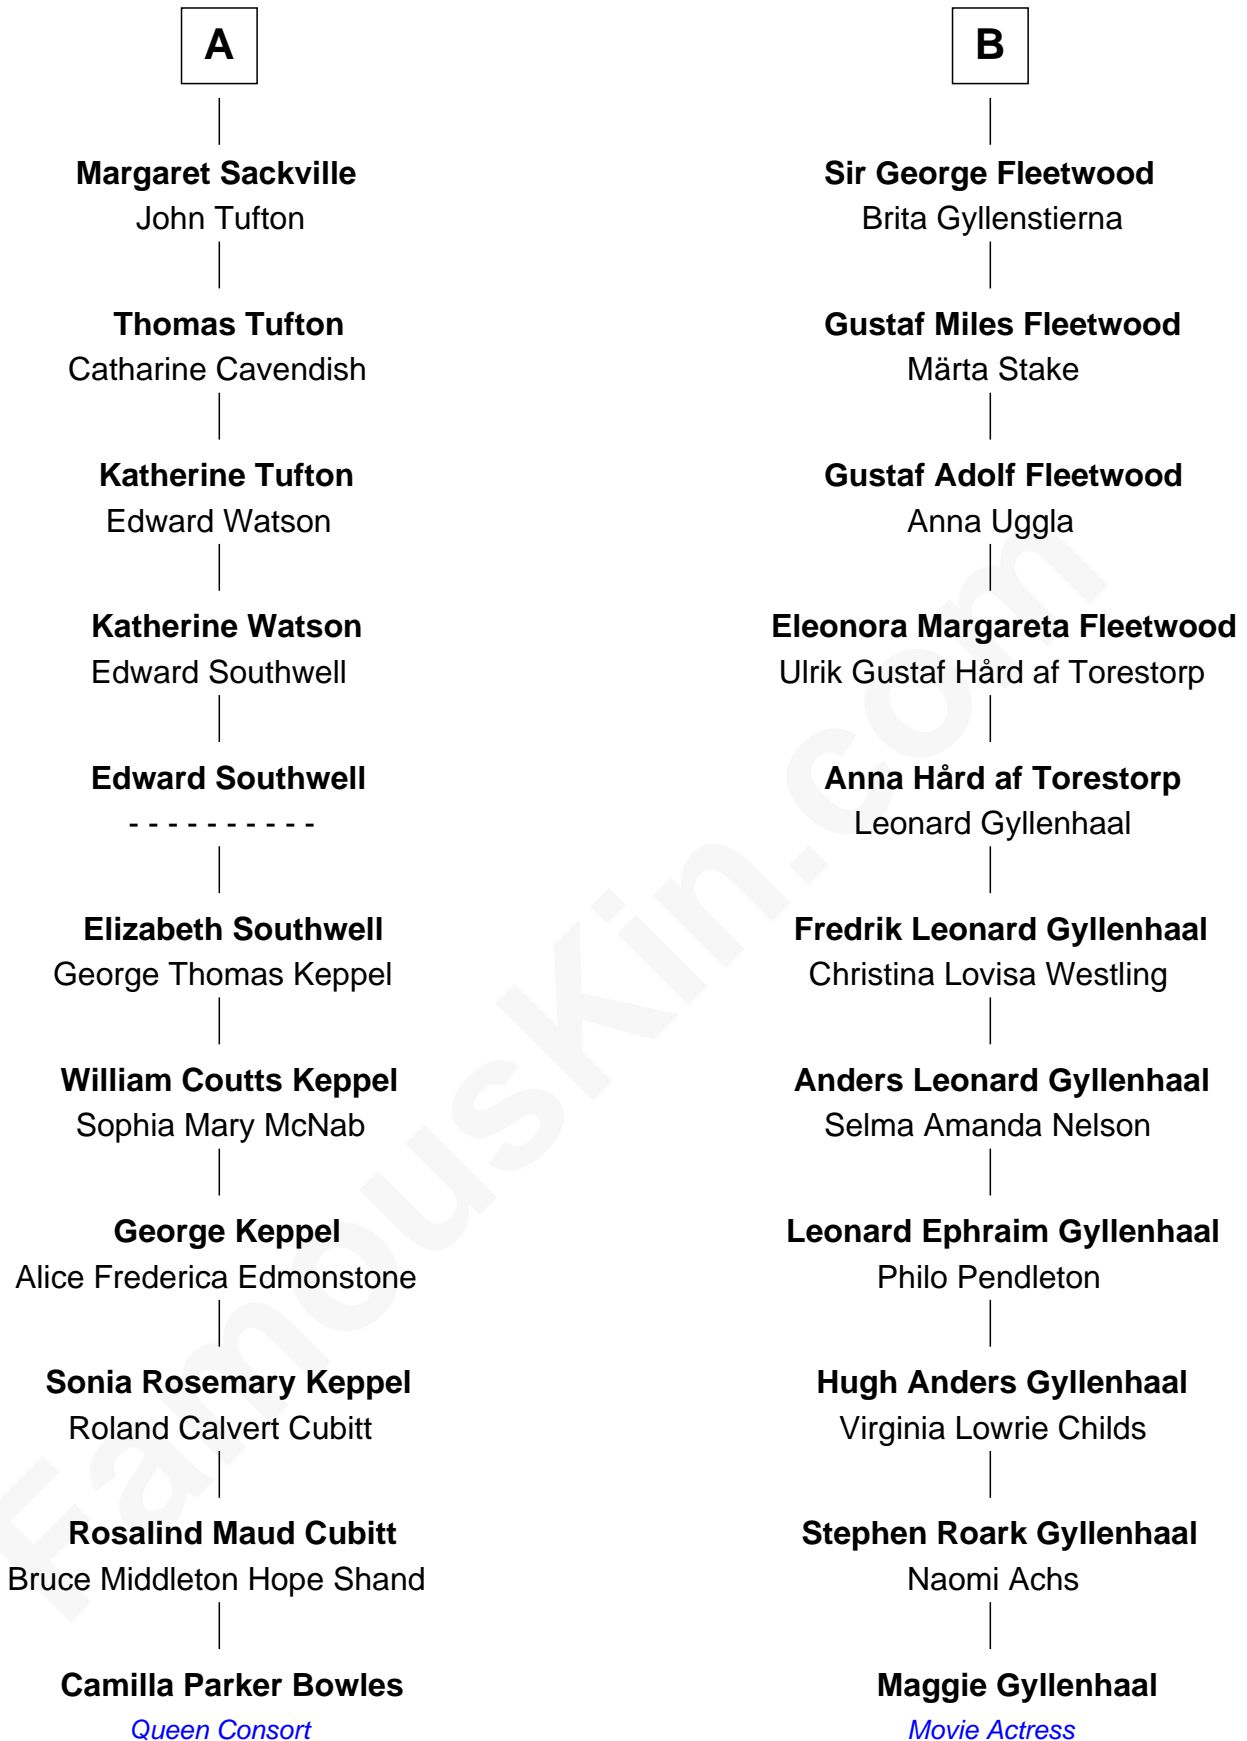 A
Margaret Sackville
John Tufton
Thomas Tufton
Catharine Cavendish
Katherine Tufton
Edward Watson
Katherine Watson
Edward Southwell
Edward Southwell
- - - - - - - - - -
Elizabeth Southwell
George Thomas Keppel
William Coutts Keppel
Sophia Mary McNab
George Keppel
Alice Frederica Edmonstone
Sonia Rosemary Keppel
Roland Calvert Cubitt
Rosalind Maud Cubitt
Bruce Middleton Hope Shand
Camilla Parker Bowles
Queen Consort
B
Sir George Fleetwood
Brita Gyllenstierna
Gustaf Miles Fleetwood
Märta Stake
Gustaf Adolf Fleetwood
Anna Uggla
Eleonora Margareta Fleetwood
Ulrik Gustaf Hård af Torestorp
Anna Hård af Torestorp
Leonard Gyllenhaal
Fredrik Leonard Gyllenhaal
Christina Lovisa Westling
Anders Leonard Gyllenhaal
Selma Amanda Nelson
Leonard Ephraim Gyllenhaal
Philo Pendleton
Hugh Anders Gyllenhaal
Virginia Lowrie Childs
Stephen Roark Gyllenhaal
Naomi Achs
Maggie Gyllenhaal
Movie Actress
FamousKin.com